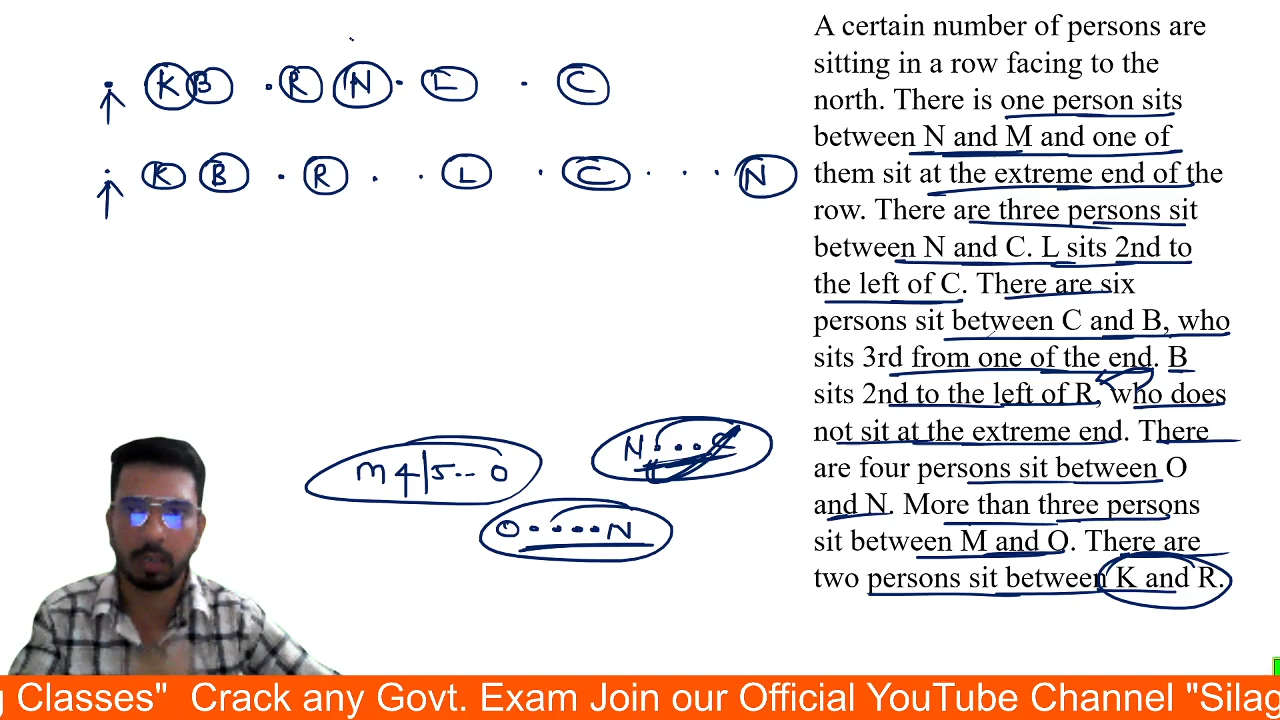 K B . R N . L . C
. K B . R . . L . C . . . N
A certain number of persons are
sitting in a row facing to the
north. There is one person sits
between N and M and one of
them sit at the extreme end of the
row. There are three persons sit
between N and C. L sits 2nd to
the left of C. There are six
persons sit between C and B, who
sits 3rd from one of the end. B
sits 2nd to the left of R, who does
not sit at the extreme end. There
are four persons sit between O
and N. More than three persons
sit between M and O. There are
two persons sit between K and R.
N . . . C
M 4|5... O
O . . . . N
g Classes" Crack any Govt. Exam Join our Official YouTube Channel "Silag